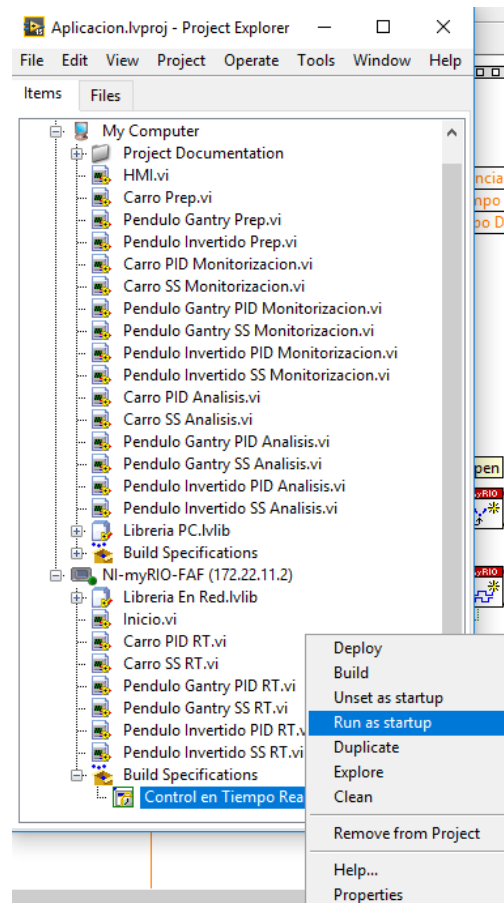 Aplicacion.lvproj - Project Explorer
File Edit View Project Operate Tools Window Help
Items Files
My Computer
Project Documentation
HMI.vi
Carro Prep.vi
Pendulo Gantry Prep.vi
Pendulo Invertido Prep.vi
Carro PID Monitorizacion.vi
Carro SS Monitorizacion.vi
Pendulo Gantry PID Monitorizacion.vi
Pendulo Gantry SS Monitorizacion.vi
Pendulo Invertido PID Monitorizacion.vi
Pendulo Invertido SS Monitorizacion.vi
Carro PID Analisis.vi
Carro SS Analisis.vi
Pendulo Gantry PID Analisis.vi
Pendulo Gantry SS Analisis.vi
Pendulo Invertido PID Analisis.vi
Pendulo Invertido SS Analisis.vi
Libreria PC.lvlib
Build Specifications
NI-myRIO-FAF (172.22.11.2)
Libreria En Red.lvlib
Inicio.vi
Carro PID RT.vi
Carro SS RT.vi
Pendulo Gantry PID RT.vi
Pendulo Gantry SS RT.vi
Pendulo Invertido PID RT.v
Pendulo Invertido SS RT.vi
Build Specifications
Control en Tiempo Rea
Deploy
Build
Unset as startup
Run as startup
Duplicate
Explore
Clean
Remove from Project
Help...
Properties